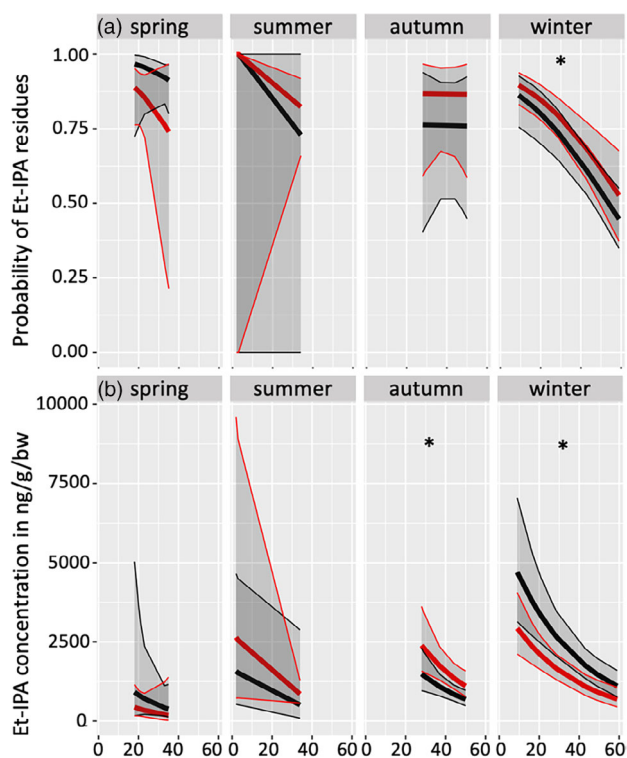 (a) spring summer autumn winter
Probability of Et-IPA residues
1.00
*
0.75
0.50
0.25
0.00
(b) spring summer autumn winter
Et-IPA concentration in ng/g/bw
10000
* *
7500
5000
2500
0
0 20 40 60 0 20 40 60 0 20 40 60 0 20 40 60